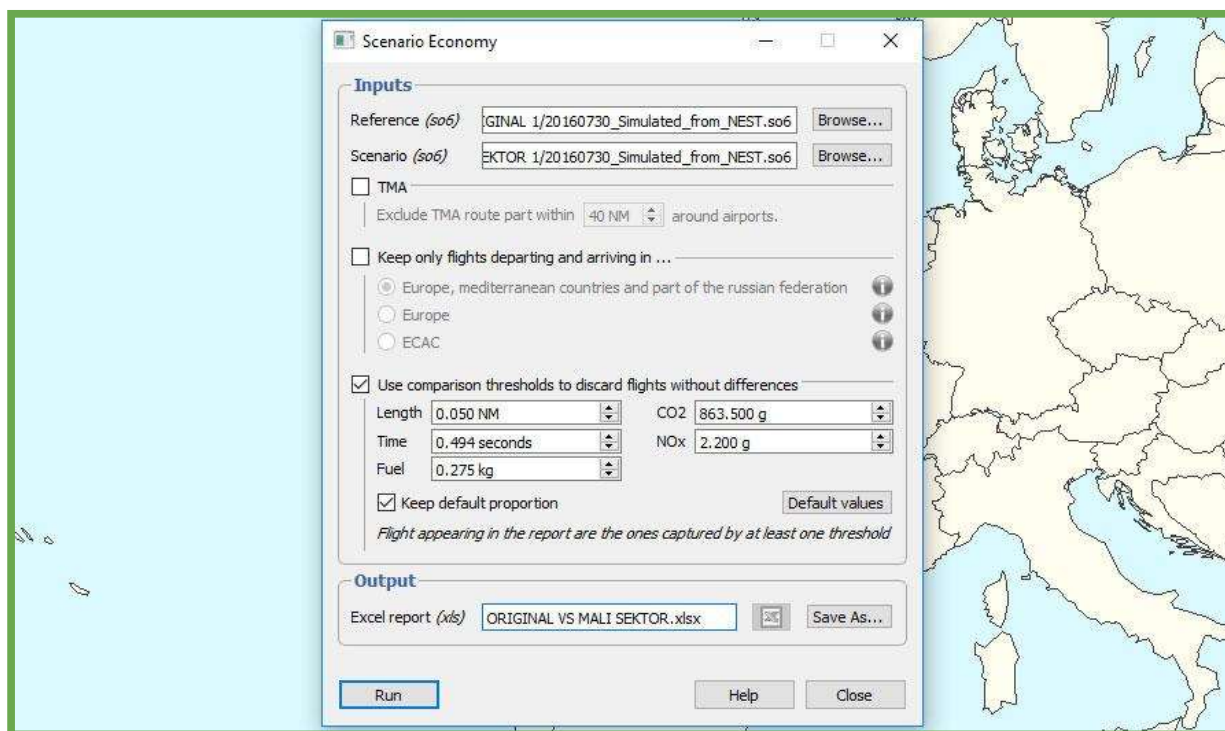 Scenario Economy
Inputs
Reference (so6) GINAL 1/20160730_Simulated_from_NEST.so6 Browse...
Scenario (so6) EKTOR 1/20160730_Simulated_from_NEST.so6 Browse...
TMA
Exclude TMA route part within 40 NM around airports.
Keep only flights departing and arriving in ...
Europe, mediterranean countries and part of the russian federation
Europe
ECAC
Use comparison thresholds to discard flights without differences
Length 0.050 NM CO2 863.500 g
Time 0.494 seconds NOx 2.200 g
Fuel 0.275 kg
Keep default proportion Default values
Flight appearing in the report are the ones captured by at least one threshold
Output
Excel report (xls) ORIGINAL VS MALI SEKTOR.xlsx Save As...
Run Help Close